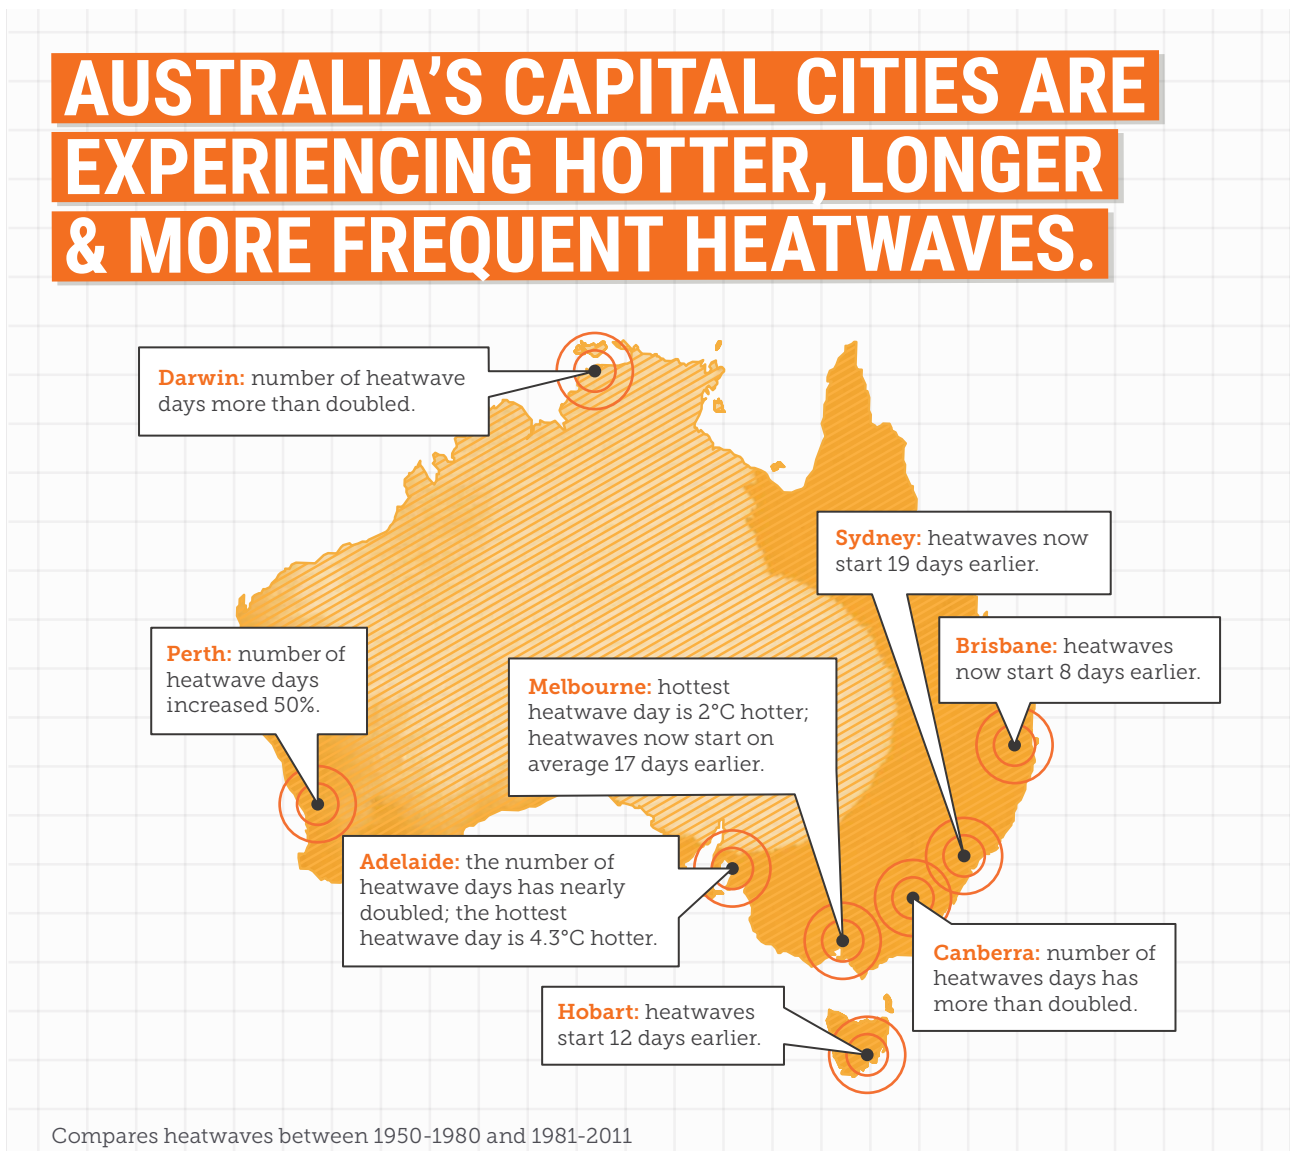 AUSTRALIA’S CAPITAL CITIES ARE
EXPERIENCING HOTTER, LONGER
& MORE FREQUENT HEATWAVES.
Darwin: number of heatwave
days more than doubled.
Sydney: heatwaves now
start 19 days earlier.
Perth: number of
heatwave days
increased 50%.
Melbourne: hottest
heatwave day is 2°C hotter;
heatwaves now start on
average 17 days earlier.
Brisbane: heatwaves
now start 8 days earlier.
Adelaide: the number of
heatwave days has nearly
doubled; the hottest
heatwave day is 4.3°C hotter.
Canberra: number of
heatwaves days has
more than doubled.
Hobart: heatwaves
start 12 days earlier.
Compares heatwaves between 1950-1980 and 1981-2011